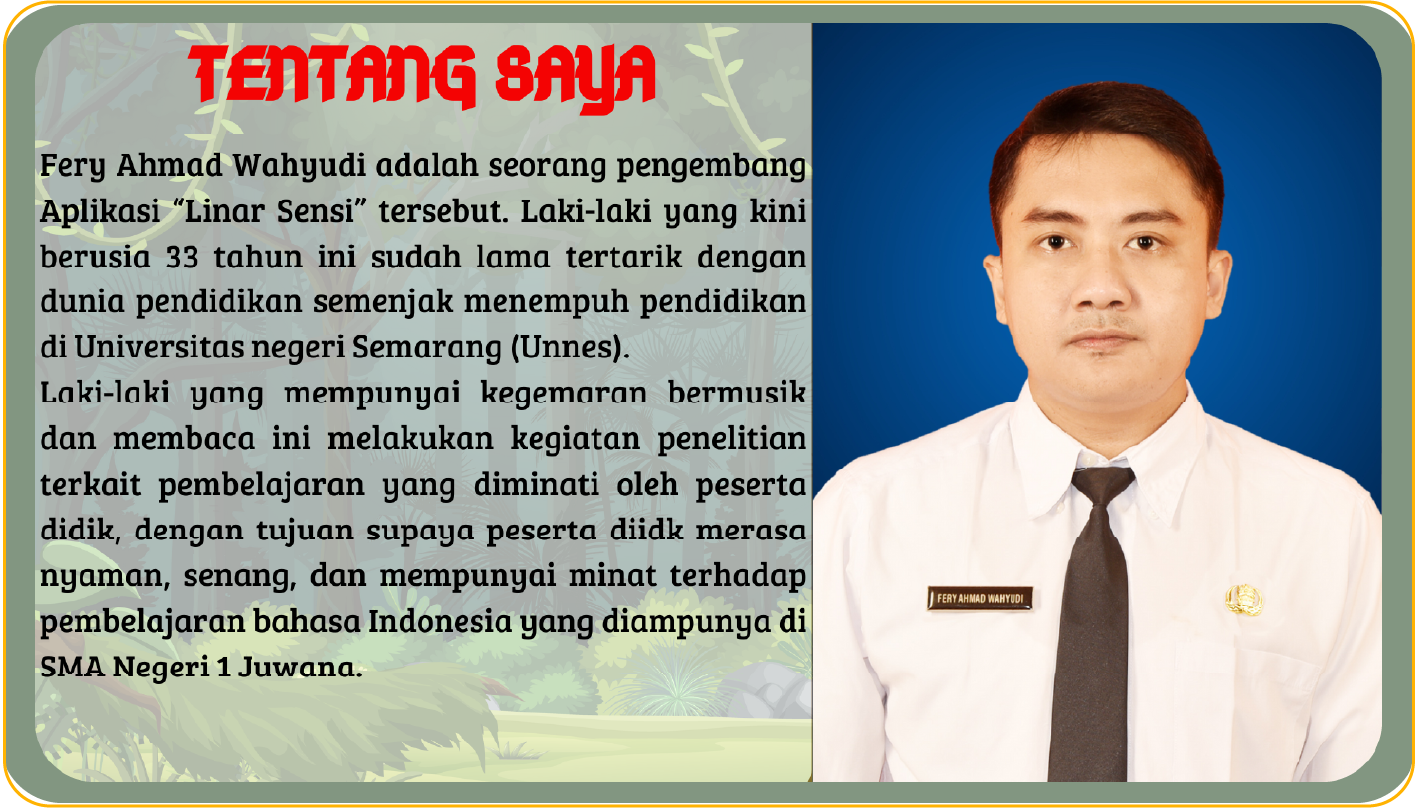 TENTANG SAYA
Fery Ahmad Wahyudi adalah seorang pengembang
Aplikasi “Linar Sensi” tersebut. Laki-laki yang kini
berusia 33 tahun ini sudah lama tertarik dengan
dunia pendidikan semenjak menempuh pendidikan
di Universitas negeri Semarang (Unnes).
Laki-laki yang mempunyai kegemaran bermusik
dan membaca ini melakukan kegiatan penelitian
terkait pembelajaran yang diminati oleh peserta
didik, dengan tujuan supaya peserta diidk merasa
nyaman, senang, dan mempunyai minat terhadap
pembelajaran bahasa Indonesia yang diampunya di
SMA Negeri 1 Juwana.
FERY AHMAD WAHYUDI